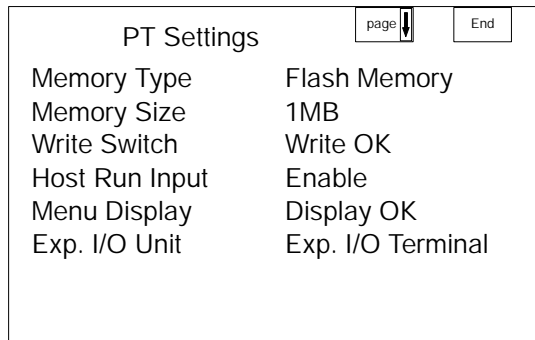 PT Settings page End
Memory Type Flash Memory
Memory Size 1MB
Write Switch Write OK
Host Run Input Enable
Menu Display Display OK
Exp. I/O Unit Exp. I/O Terminal